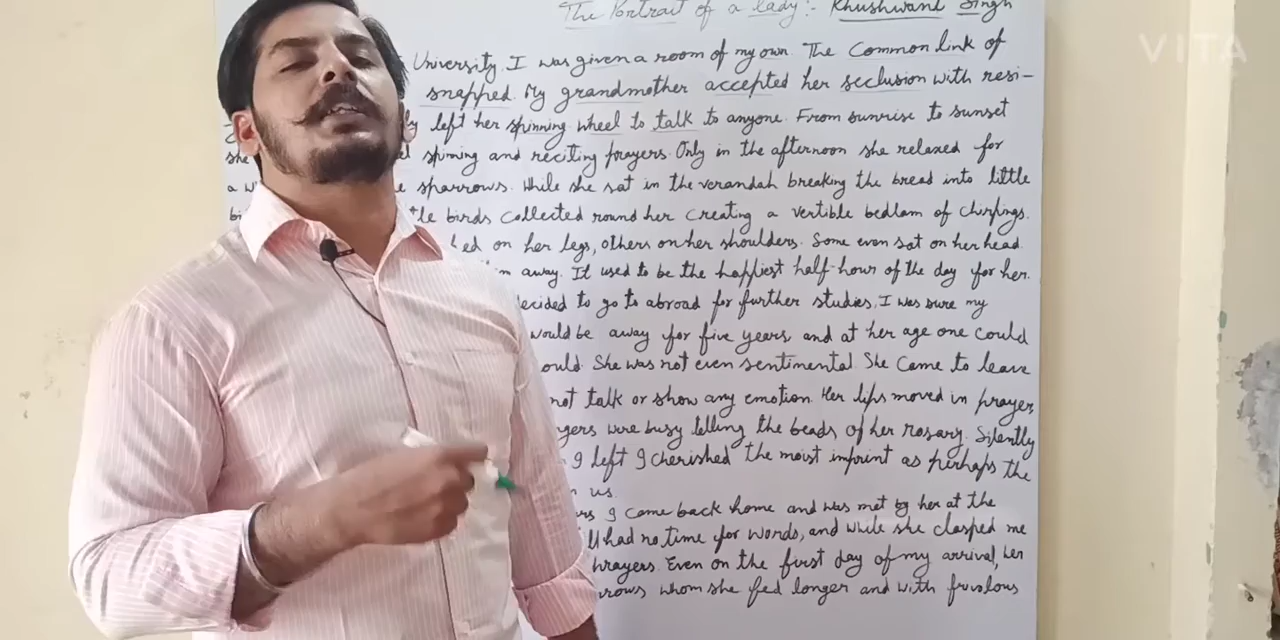 The Portrait of a lady :- Khushwant Singh
VITA
University, I was given a room of my own. The Common link of
snapped. My grandmother accepted her seclusion with resi-
left her spinning wheel to talk to anyone. From sunrise to sunset
she spinning and reciting prayers. Only in the afternoon she relaxed for
a sparrows. While she sat in the verandah breaking the bread into little
birds collected round her creating a vertible bedlam of chirpings.
on her legs, others on her shoulders. Some even sat on her head
away. It used to be the happiest half-hour of the day for her.
decided to go to abroad for further studies, I was sure my
would be away for five years, and at her age one could
She was not even sentimental. She came to leave
not talk or show any emotion. Her lips moved in prayer,
were busy telling the beads of her rosary. Silently
I left I cherished the moist imprint as perhaps the
us.
I came back home and was met by her at the
had no time for words, and while she clasped me
prayers. Even on the first day of my arrival, her
whom she fed longer and with frivolous